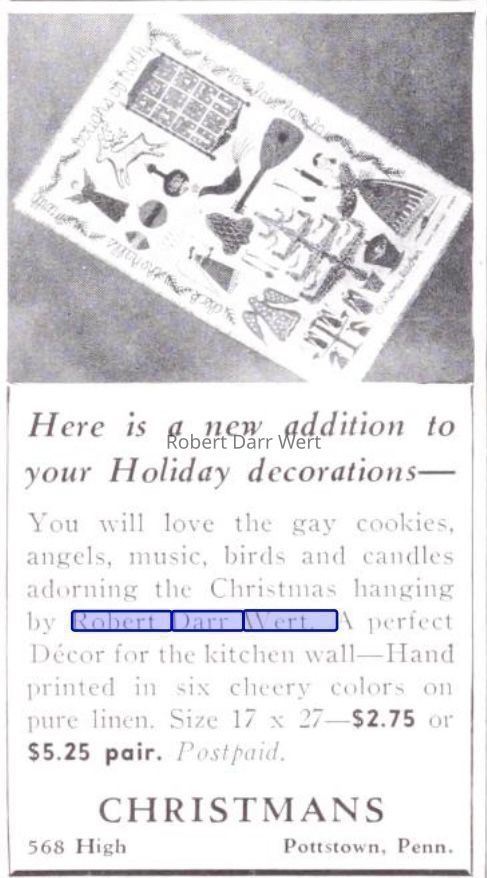 Here is a new addition to
Robert Darr Wert
your Holiday decorations—
You will love the gay cookies,
angels, music, birds and candles
adorning the Christmas hanging
by Robert Darr Wert. A perfect
Décor for the kitchen wall—Hand
printed in six cheery colors on
pure linen. Size 17 x 27—$2.75 or
$5.25 pair. Postpaid.
CHRISTMANS
568 High Pottstown, Penn.